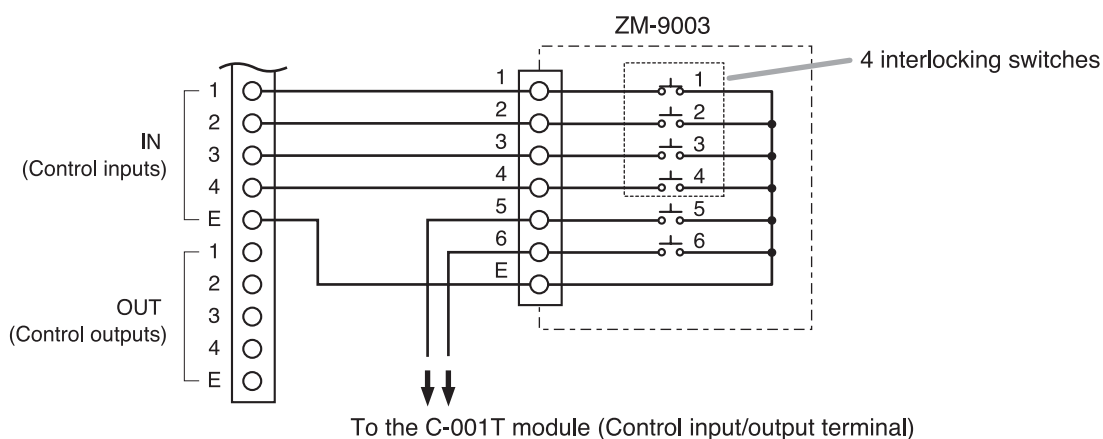 ZM-9003
4 interlocking switches
1
2
3
4
E
IN
(Control inputs)
1
2
3
4
E
OUT
(Control outputs)
1
2
3
4
5
6
E
1
2
3
4
5
6
To the C-001T module (Control input/output terminal)